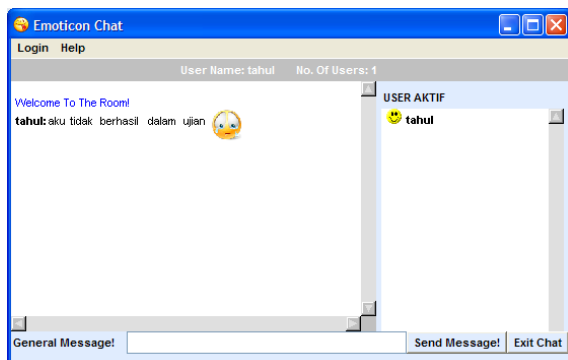 Emoticon Chat
Login Help
User Name: tahul No. Of Users: 1
Welcome To The Room!
USER AKTIF
tahul: aku tidak berhasil dalam ujian
tahul
General Message! Send Message! Exit Chat